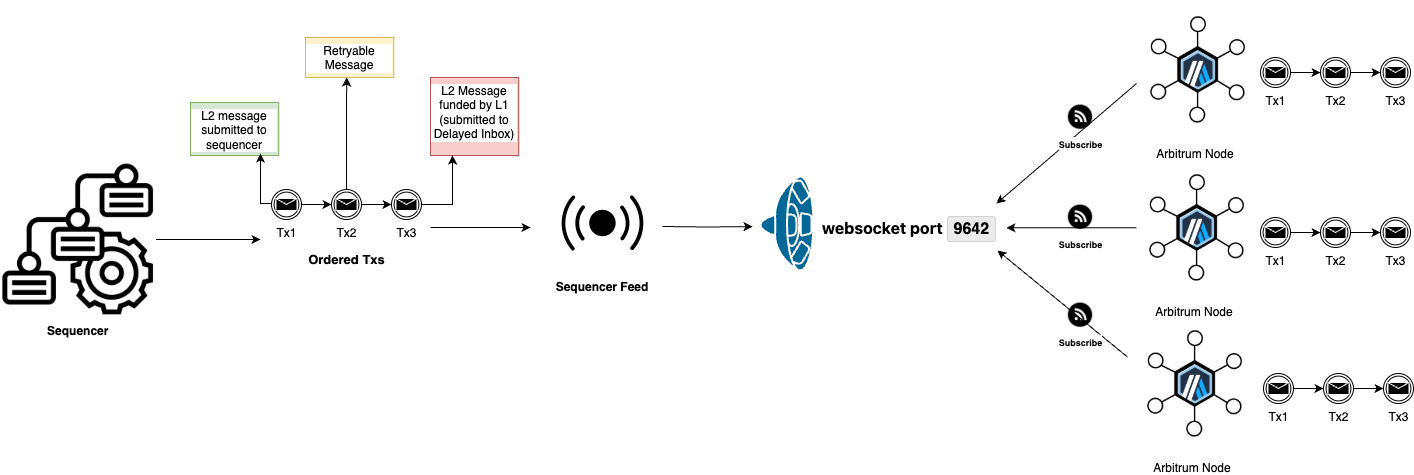 Retryable
Message
L2 message
submitted to
sequencer
L2 Message
funded by L1
(submitted to
Delayed Inbox)
Tx1
Tx2
Tx3
Ordered Txs
Sequencer
Sequencer Feed
websocket port 9642
Subscribe
Subscribe
Subscribe
Tx1
Tx2
Tx3
Arbitrum Node
Tx1
Tx2
Tx3
Arbitrum Node
Tx1
Tx2
Tx3
Arbitrum Node